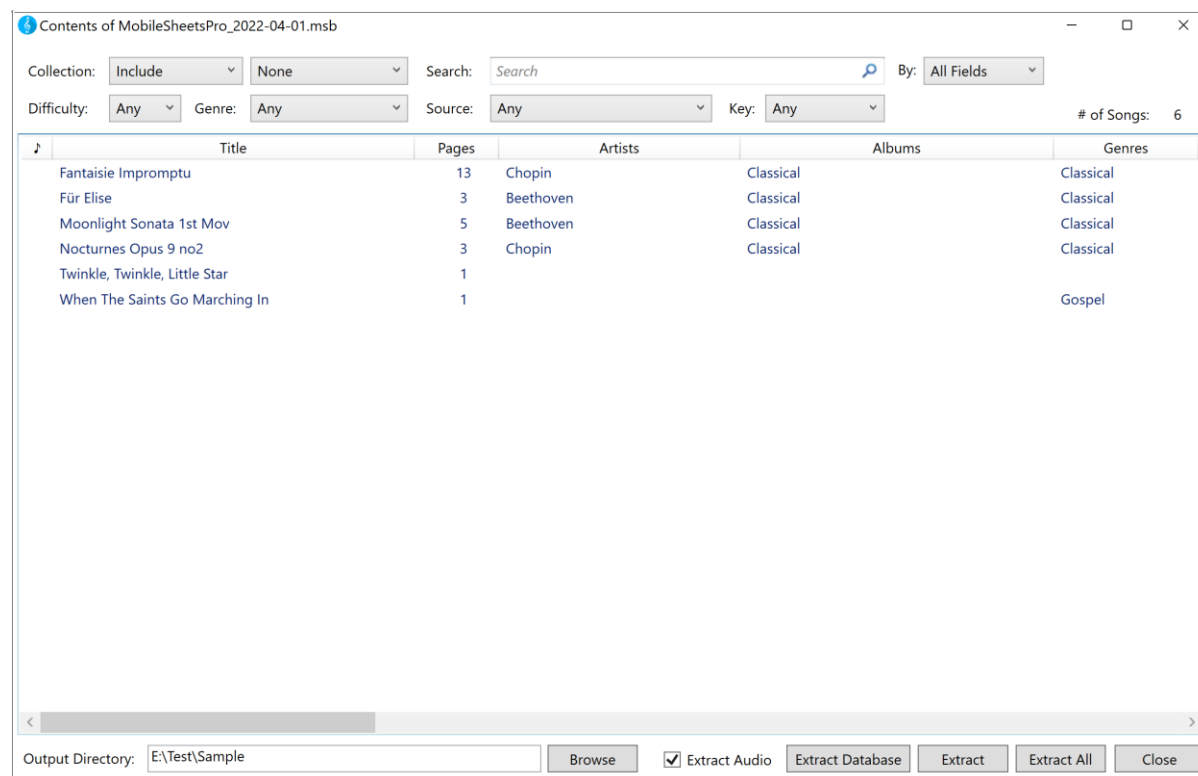 Contents of MobileSheetsPro_2022-04-01.msb
Collection: Include None Search: Search By: All Fields
Difficulty: Any Genre: Any Source: Any Key: Any # of Songs: 6
♪ Title Pages Artists Albums Genres
Fantaisie Impromptu 13 Chopin Classical Classical
Für Elise 3 Beethoven Classical Classical
Moonlight Sonata 1st Mov 5 Beethoven Classical Classical
Nocturnes Opus 9 no2 3 Chopin Classical Classical
Twinkle, Twinkle, Little Star 1
When The Saints Go Marching In 1 Gospel
Output Directory: E:\Test\Sample Browse Extract Audio Extract Database Extract Extract All Close